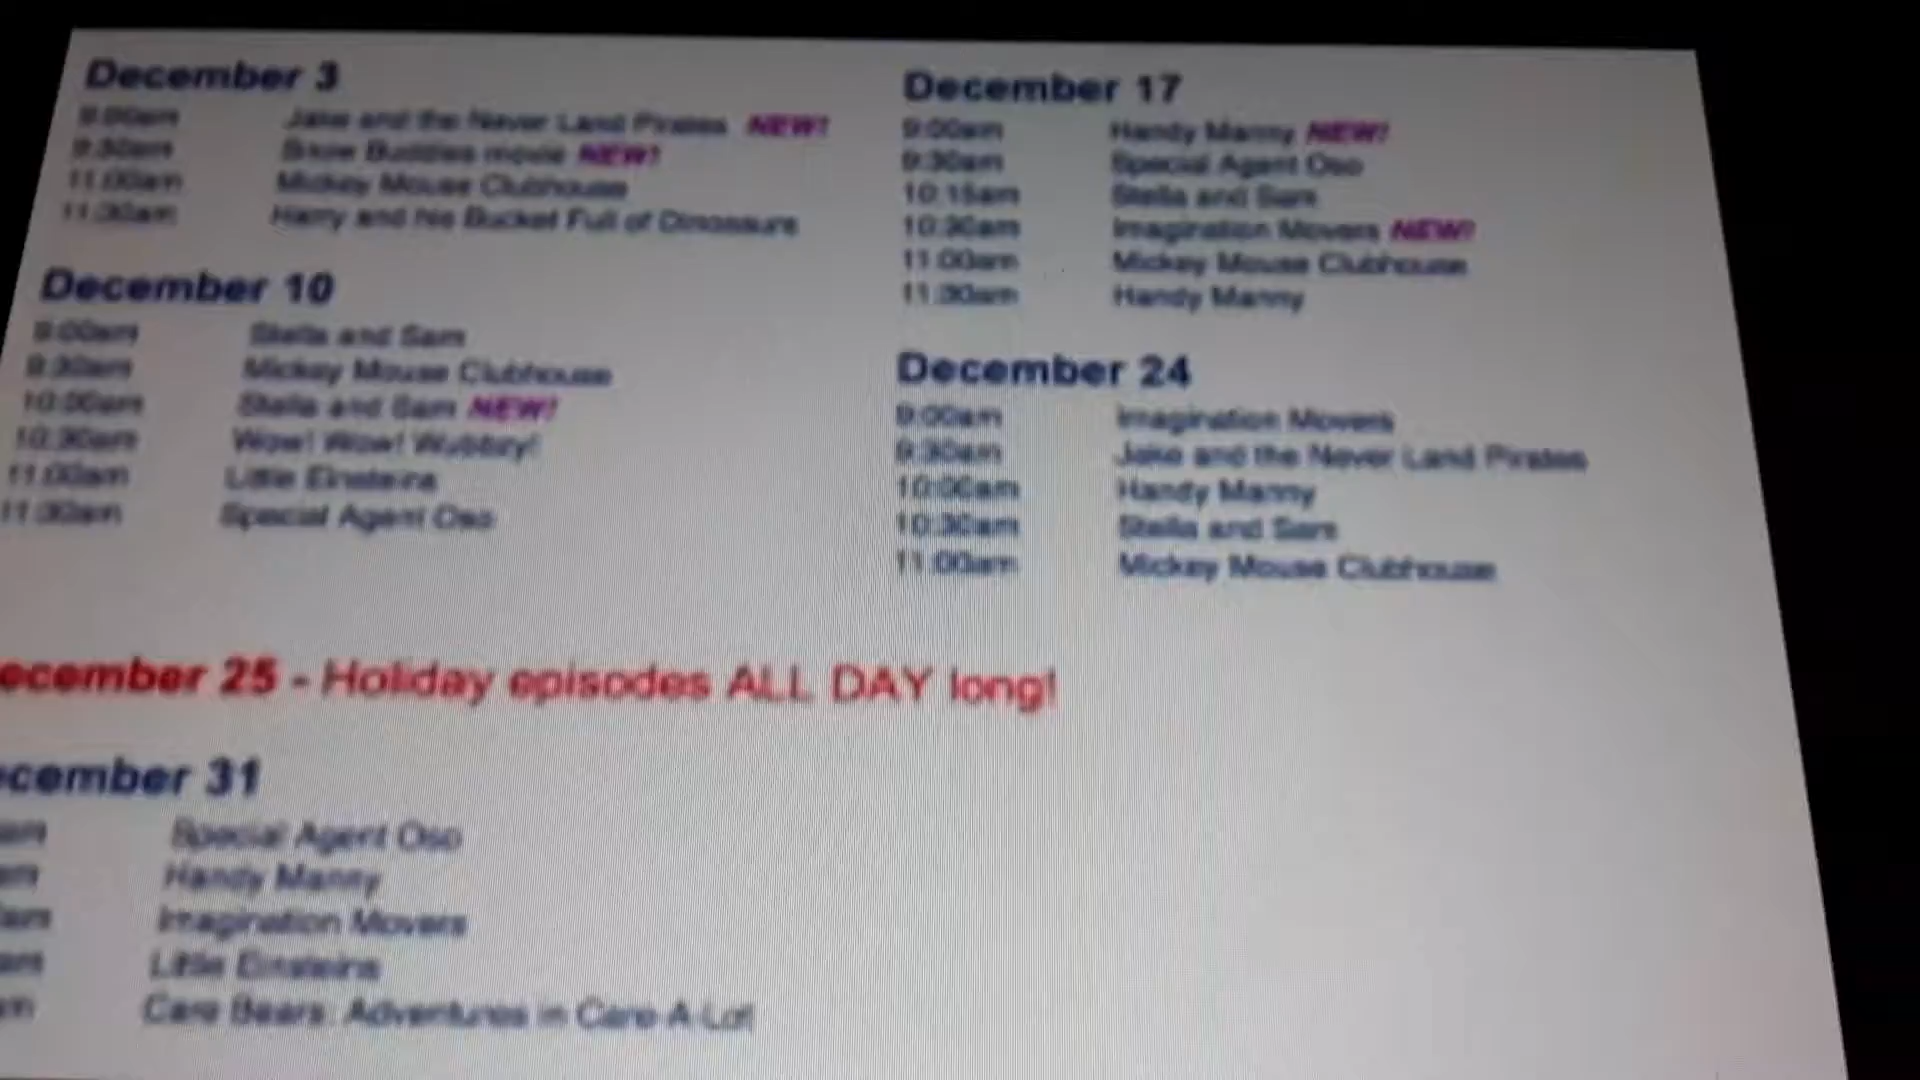 December 3
9:00am Jake and the Never Land Pirates NEW!
9:30am Snow Buddies movie NEW!
11:00am Mickey Mouse Clubhouse
11:30am Harry and his Bucket Full of Dinosaurs
December 10
9:00am Stella and Sam
9:30am Mickey Mouse Clubhouse
10:00am Stella and Sam NEW!
10:30am Wow! Wow! Wubbzy!
11:00am Little Einsteins
11:30am Special Agent Oso
December 17
9:00am Handy Manny NEW!
9:30am Special Agent Oso
10:15am Stella and Sam
10:30am Imagination Movers NEW!
11:00am Mickey Mouse Clubhouse
11:30am Handy Manny
December 24
9:00am Imagination Movers
9:30am Jake and the Never Land Pirates
10:00am Handy Manny
10:30am Stella and Sam
11:00am Mickey Mouse Clubhouse
ecember 25 - Holiday episodes ALL DAY long!
cember 31
am Special Agent Oso
am Handy Manny
am Imagination Movers
am Little Einsteins
m Care Bears: Adventures in Care-A-Lot